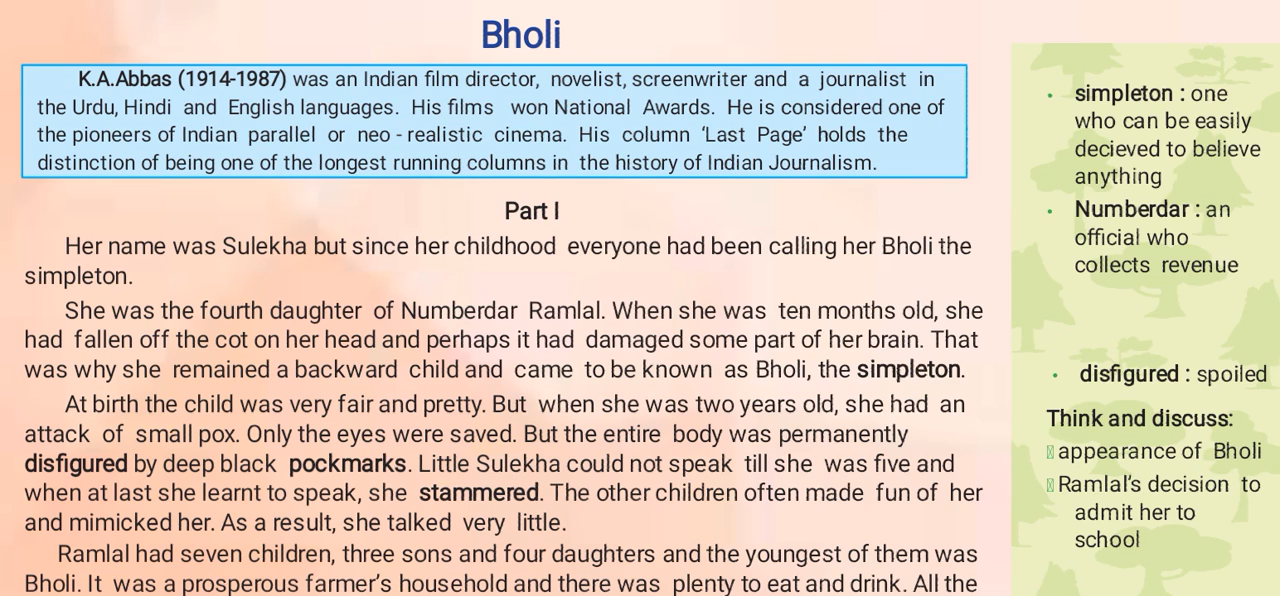 Bholi
K.A.Abbas (1914-1987) was an Indian film director, novelist, screenwriter and a journalist in
the Urdu, Hindi and English languages. His films won National Awards. He is considered one of
the pioneers of Indian parallel or neo - realistic cinema. His column ‘Last Page’ holds the
distinction of being one of the longest running columns in the history of Indian Journalism.
Part I
Her name was Sulekha but since her childhood everyone had been calling her Bholi the
simpleton.
She was the fourth daughter of Numberdar Ramlal. When she was ten months old, she
had fallen off the cot on her head and perhaps it had damaged some part of her brain. That
was why she remained a backward child and came to be known as Bholi, the simpleton.
At birth the child was very fair and pretty. But when she was two years old, she had an
attack of small pox. Only the eyes were saved. But the entire body was permanently
disfigured by deep black pockmarks. Little Sulekha could not speak till she was five and
when at last she learnt to speak, she stammered. The other children often made fun of her
and mimicked her. As a result, she talked very little.
Ramlal had seven children, three sons and four daughters and the youngest of them was
Bholi. It was a prosperous farmer’s household and there was plenty to eat and drink. All the
• simpleton : one
who can be easily
decieved to believe
anything
• Numberdar : an
official who
collects revenue
• disfigured : spoiled
Think and discuss:
appearance of Bholi
Ramlal’s decision to
admit her to
school